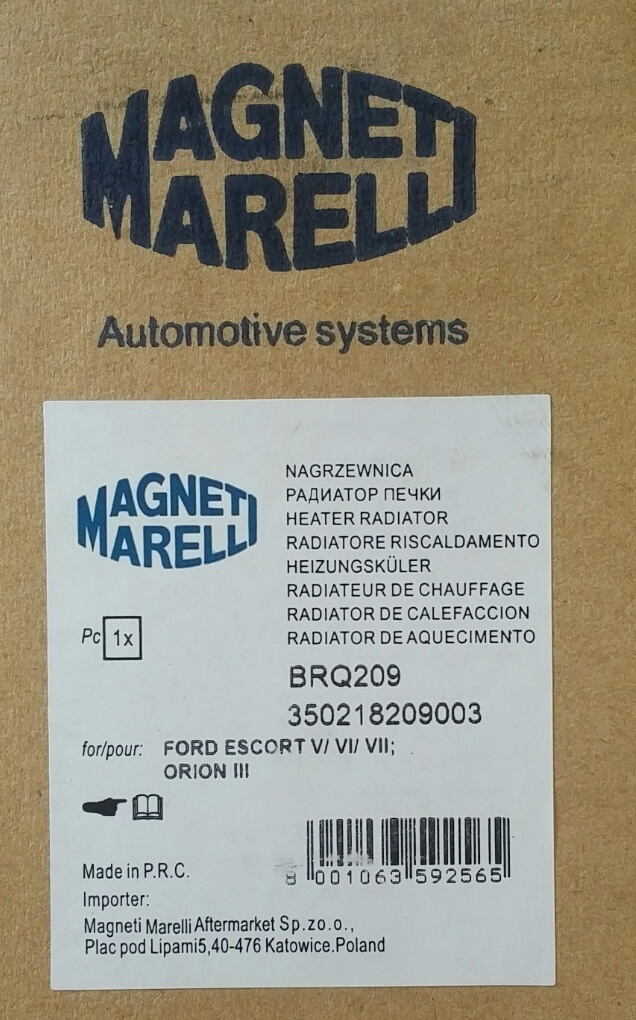 MAGNETI
MARELLI
Automotive systems
MAGNETI
MARELLI
NAGRZEWNICA
РАДИАТОР ПЕЧКИ
HEATER RADIATOR
RADIATORE RISCALDAMENTO
HEIZUNGSKÜLER
RADIATEUR DE CHAUFFAGE
RADIATOR DE CALEFACCION
RADIATOR DE AQUECIMENTO
Pc 1x
BRQ209
350218209003
for/pour: FORD ESCORT V/ VI/ VII;
ORION III
8 001063 592565
Made in P.R.C.
Importer:
Magneti Marelli Aftermarket Sp.zo.o.,
Plac pod Lipami5,40-476 Katowice.Poland